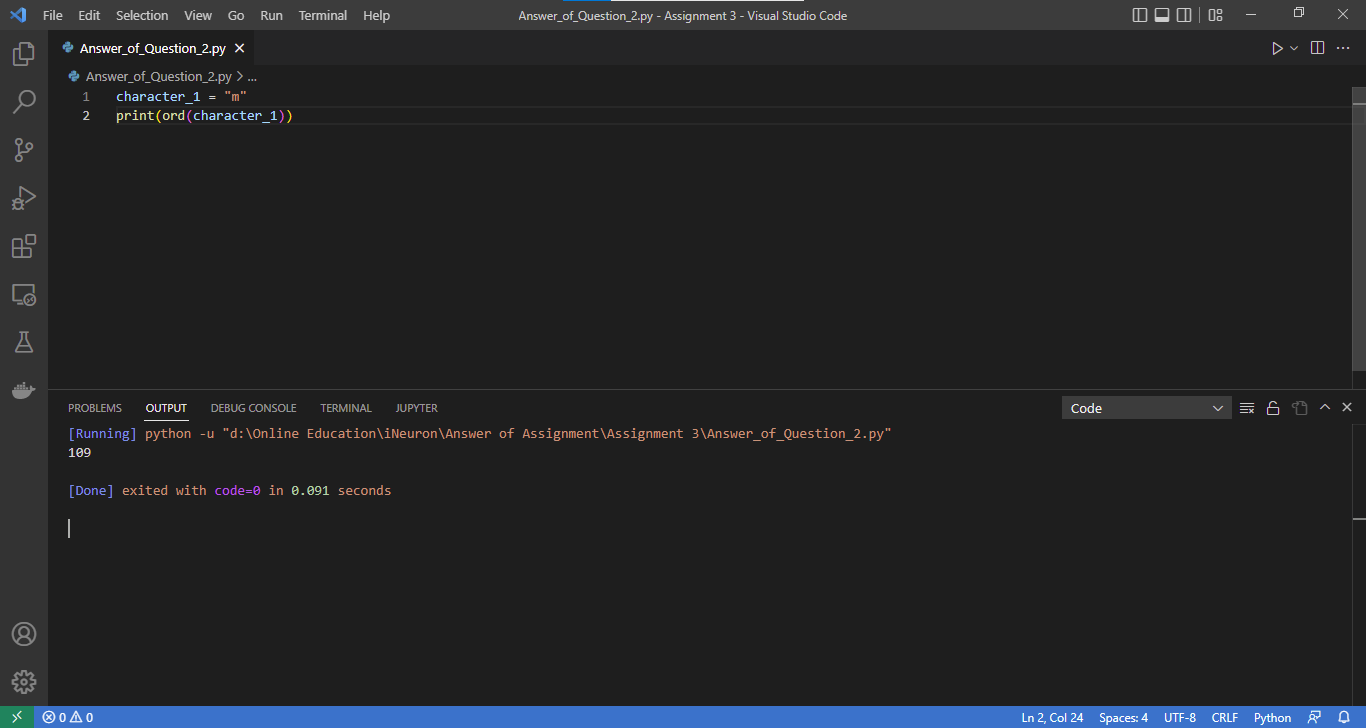 File Edit Selection View Go Run Terminal Help Answer_of_Question_2.py - Assignment 3 - Visual Studio Code
Answer_of_Question_2.py
Answer_of_Question_2.py > ...
1 character_1 = "m"
2 print(ord(character_1))
PROBLEMS OUTPUT DEBUG CONSOLE TERMINAL JUPYTER Code
[Running] python -u "d:\Online Education\iNeuron\Answer of Assignment\Assignment 3\Answer_of_Question_2.py"
109
[Done] exited with code=0 in 0.091 seconds
0 0 Ln 2, Col 24 Spaces: 4 UTF-8 CRLF Python